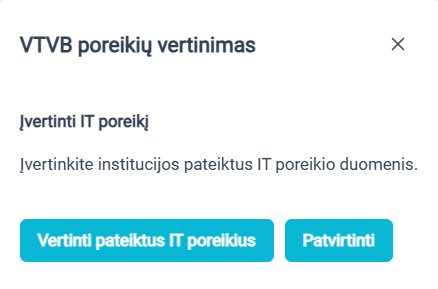 VTVB poreikių vertinimas
Įvertinti IT poreikį
Įvertinkite institucijos pateiktus IT poreikio duomenis.
Vertinti pateiktus IT poreikius
Patvirtinti